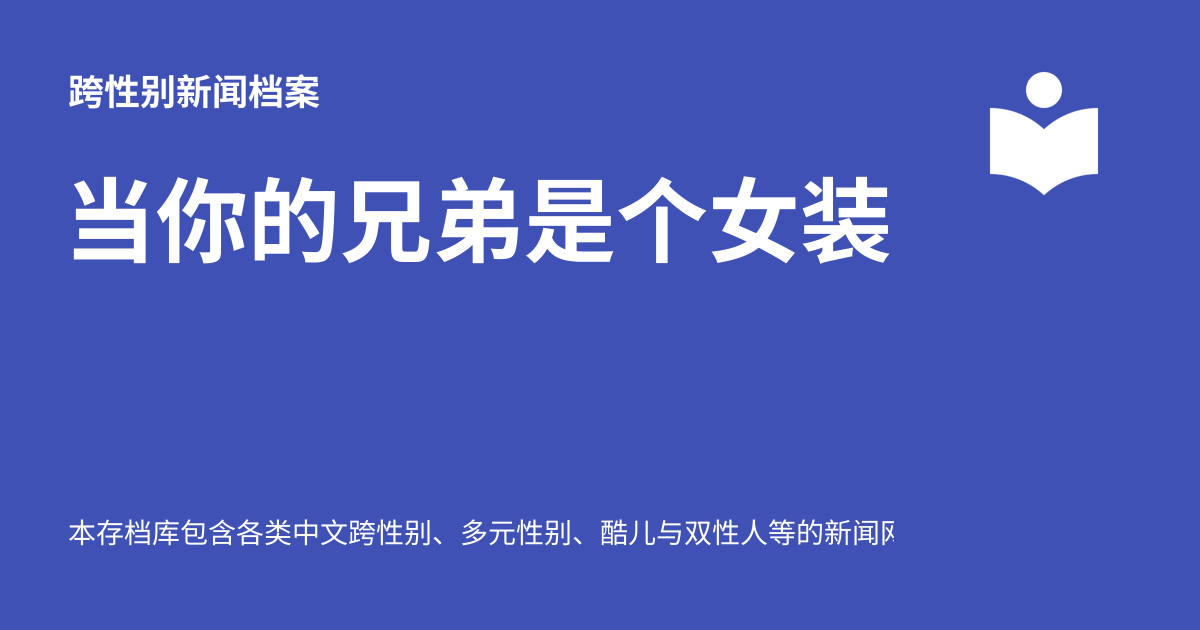 跨性别新闻档案
当你的兄弟是个女装
本存档库包含各类中文跨性别、多元性别、酷儿与双性人等的新闻